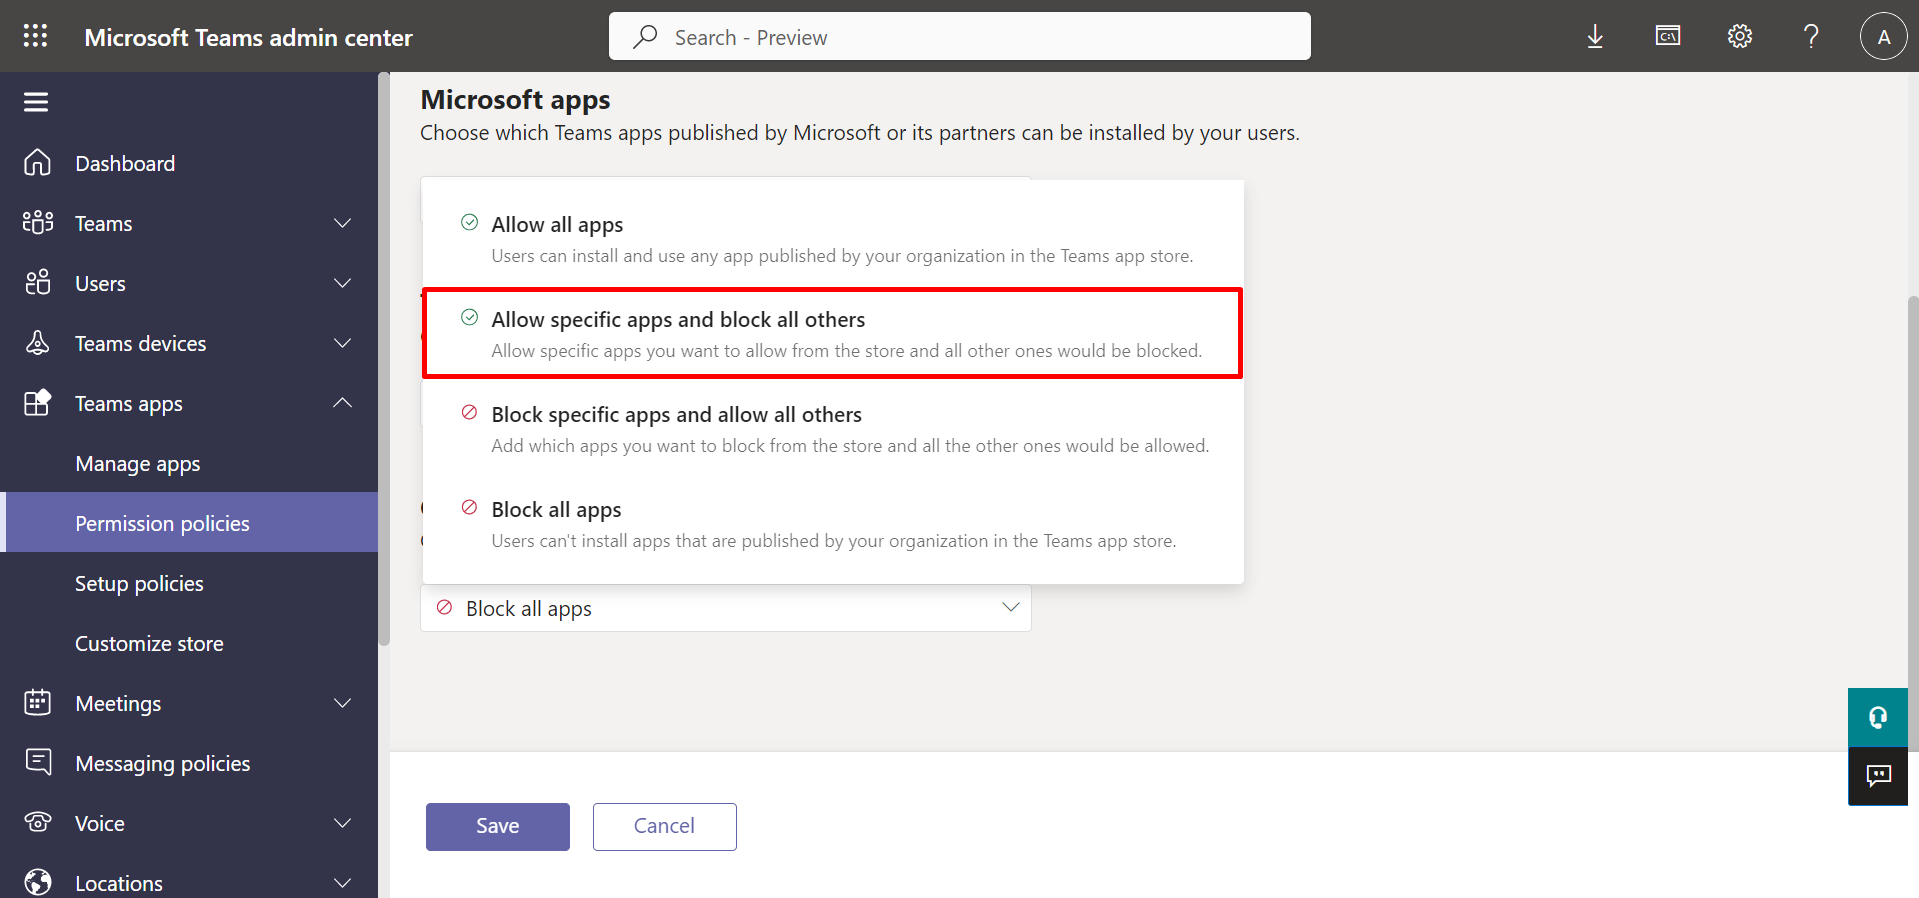 Microsoft Teams admin center
Search - Preview
C:\
?
A
Dashboard
Teams
Users
Teams devices
Teams apps
Manage apps
Permission policies
Setup policies
Customize store
Meetings
Messaging policies
Voice
Locations
Microsoft apps
Choose which Teams apps published by Microsoft or its partners can be installed by your users.
Allow all apps
Users can install and use any app published by your organization in the Teams app store.
Allow specific apps and block all others
Allow specific apps you want to allow from the store and all other ones would be blocked.
Block specific apps and allow all others
Add which apps you want to block from the store and all the other ones would be allowed.
Block all apps
Users can't install apps that are published by your organization in the Teams app store.
Block all apps
Save
Cancel